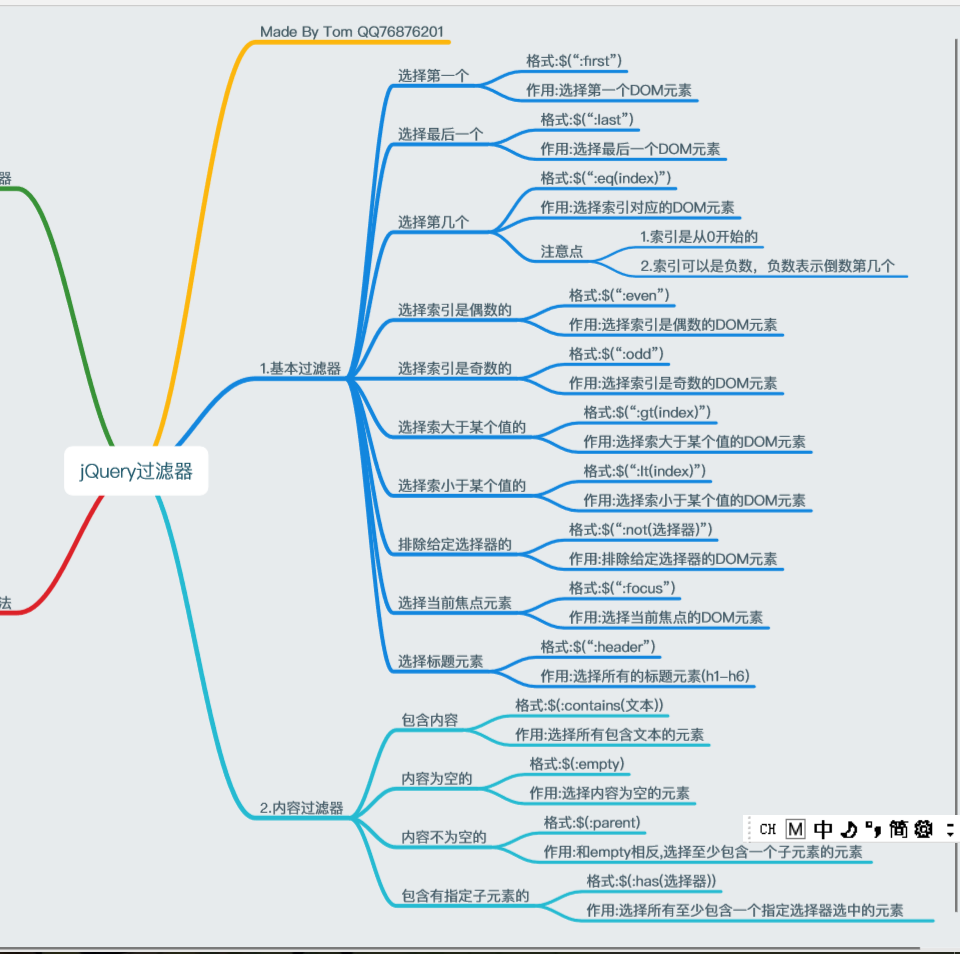 Made By Tom QQ76876201
器
法
jQuery过滤器
1.基本过滤器
选择第一个
格式:$(“:first”)
作用:选择第一个DOM元素
选择最后一个
格式:$(“:last”)
作用:选择最后一个DOM元素
选择第几个
格式:$(“:eq(index)”)
作用:选择索引对应的DOM元素
注意点
1.索引是从0开始的
2.索引可以是负数，负数表示倒数第几个
选择索引是偶数的
格式:$(“:even”)
作用:选择索引是偶数的DOM元素
选择索引是奇数的
格式:$(“:odd”)
作用:选择索引是奇数的DOM元素
选择索大于某个值的
格式:$(“:gt(index)”)
作用:选择索大于某个值的DOM元素
选择索小于某个值的
格式:$(“:lt(index)”)
作用:选择索小于某个值的DOM元素
排除给定选择器的
格式:$(“:not(选择器)”)
作用:排除给定选择器的DOM元素
选择当前焦点元素
格式:$(“:focus”)
作用:选择当前焦点的DOM元素
选择标题元素
格式:$(“:header”)
作用:选择所有的标题元素(h1-h6)
2.内容过滤器
包含内容
格式:$(:contains(文本))
作用:选择所有包含文本的元素
内容为空的
格式:$(:empty)
作用:选择内容为空的元素
内容不为空的
格式:$(:parent)
作用:和empty相反,选择至少包含一个子元素的元素
包含有指定子元素的
格式:$(:has(选择器))
作用:选择所有至少包含一个指定选择器选中的元素
CH M 中 简